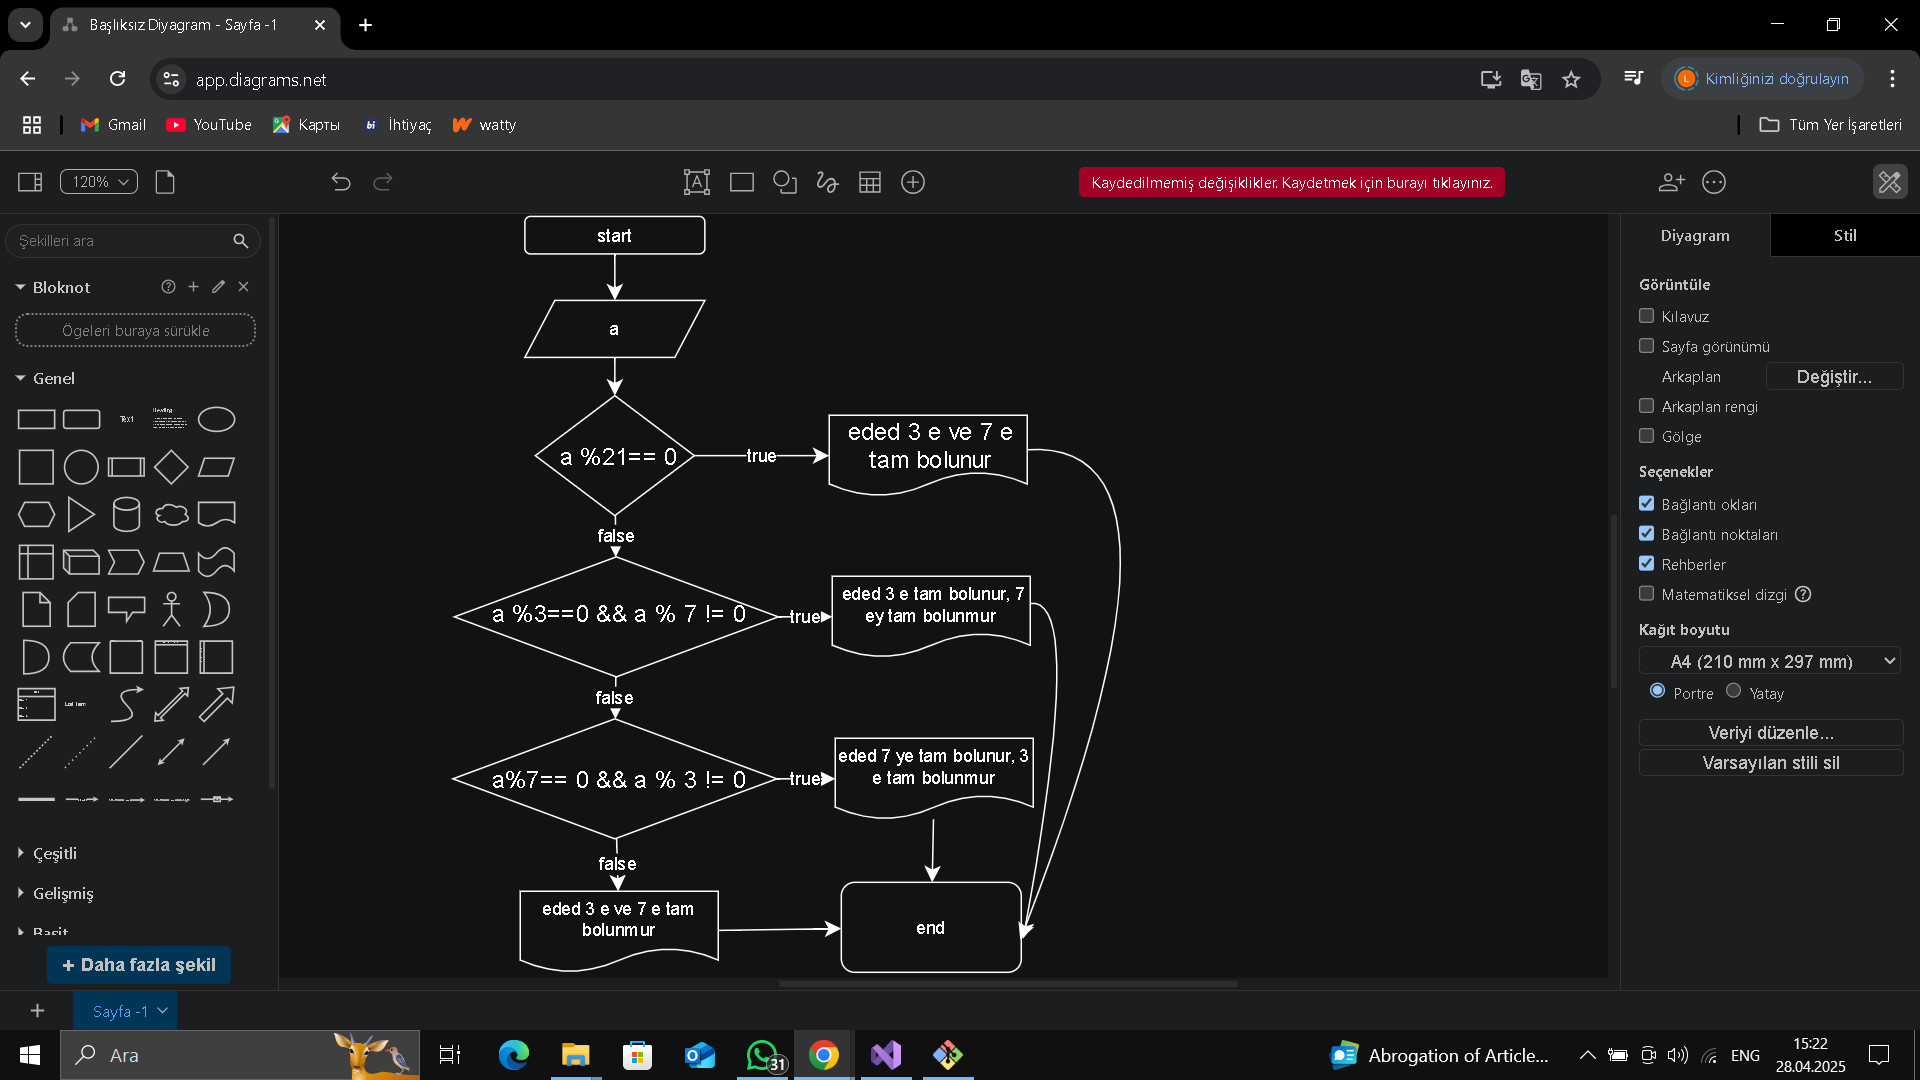 Başlıksız Diyagram - Sayfa -1
app.diagrams.net
Kimliğinizi doğrulayın
Gmail
YouTube
Карты
İhtiyaç
watty
Tüm Yer İşaretleri
120%
Kaydedilmemiş değişiklikler. Kaydetmek için burayı tıklayınız.
Şekilleri ara
Bloknot
Ögeleri buraya sürükle
Genel
Text
Heading
List Item
Çeşitli
Gelişmiş
Basit
+ Daha fazla şekil
start
a
a %21== 0
true
eded 3 e ve 7 e
tam bolunur
false
a %3==0 && a % 7 != 0
true
eded 3 e tam bolunur, 7
ey tam bolunmur
false
a%7== 0 && a % 3 != 0
true
eded 7 ye tam bolunur, 3
e tam bolunmur
false
eded 3 e ve 7 e tam
bolunmur
end
Diyagram
Stil
Görüntüle
Kılavuz
Sayfa görünümü
Arkaplan
Değiştir...
Arkaplan rengi
Gölge
Seçenekler
Bağlantı okları
Bağlantı noktaları
Rehberler
Matematiksel dizgi
Kağıt boyutu
A4 (210 mm x 297 mm)
Portre
Yatay
Veriyi düzenle...
Varsayılan stili sil
Sayfa -1
Ara
31
Abrogation of Article...
ENG
15:22
28.04.2025